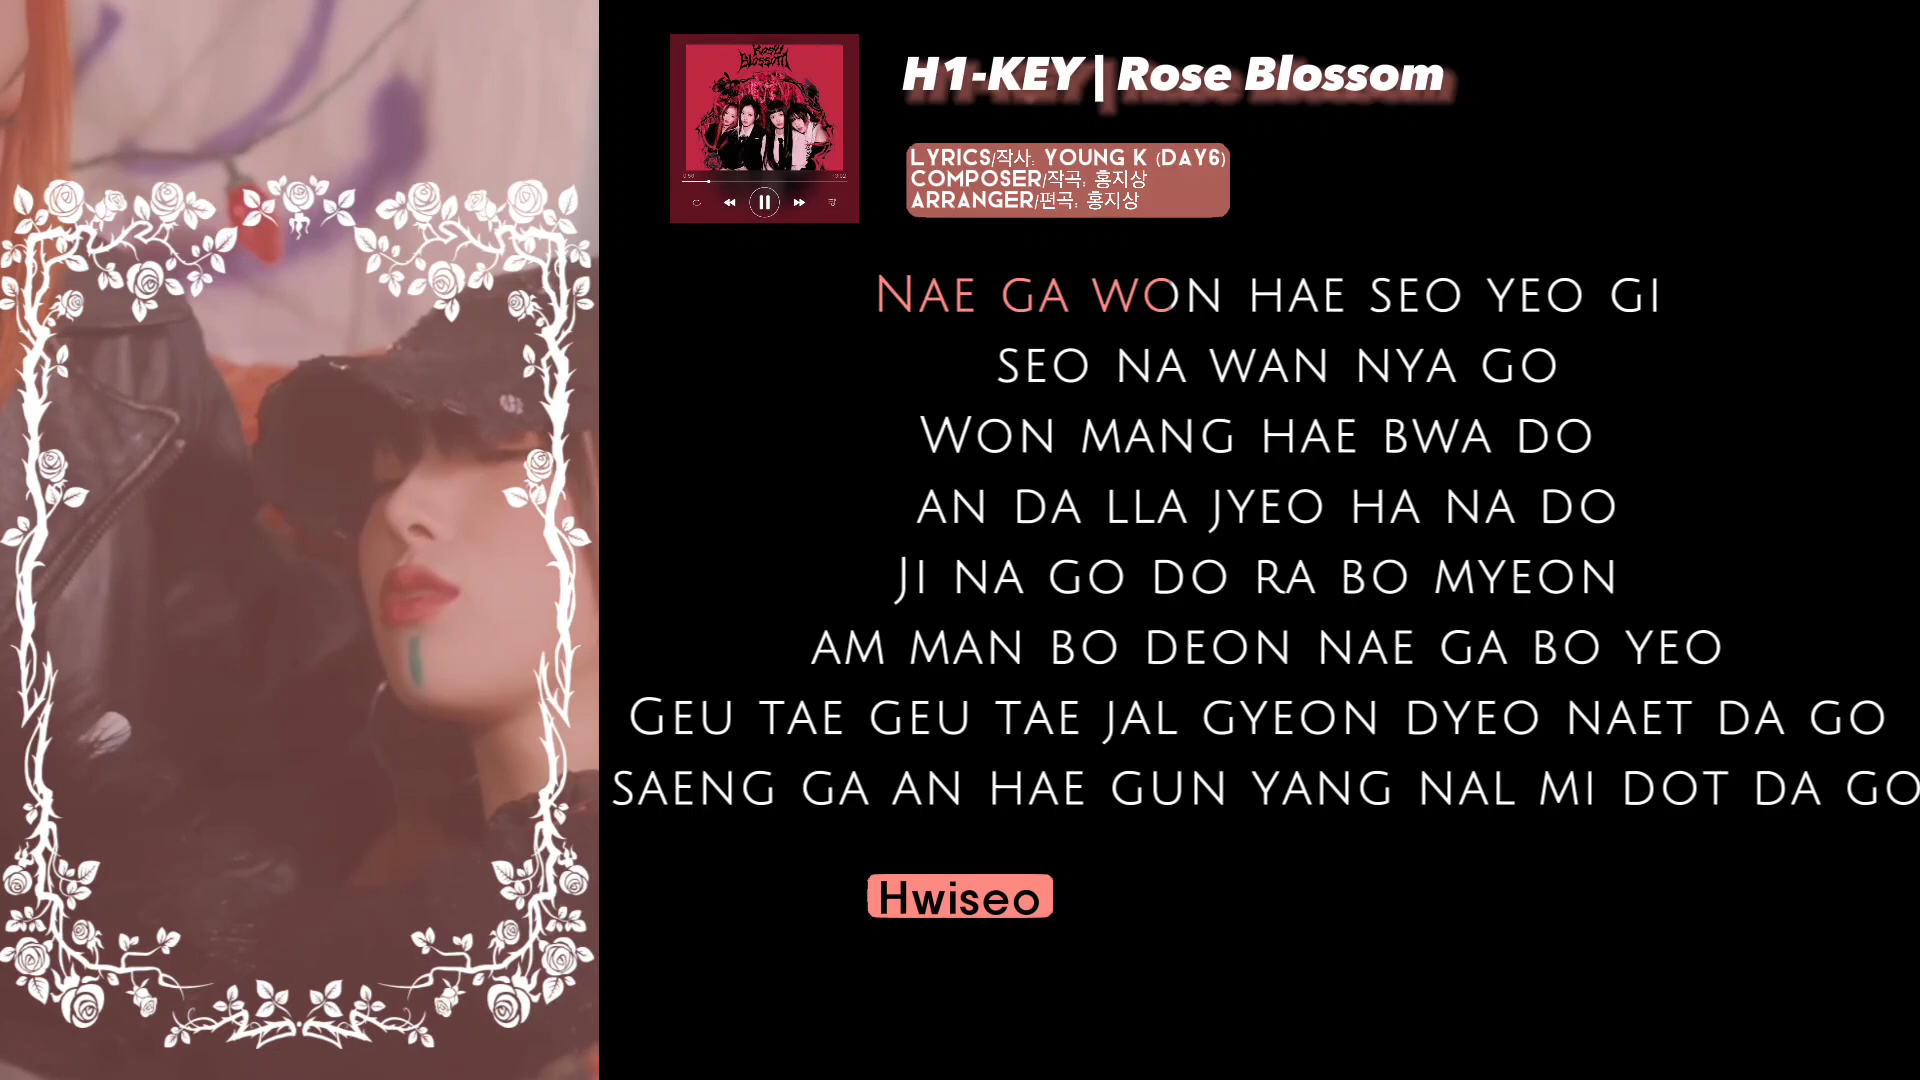 Rosy
Blossom
H1-KEY | Rose Blossom
LYRICS/작사: YOUNG K (DAY6)
COMPOSER/작곡: 홍지상
ARRANGER/편곡: 홍지상
NAE GA WON HAE SEO YEO GI
SEO NA WAN NYA GO
WON MANG HAE BWA DO
AN DA LLA JYEO HA NA DO
JI NA GO DO RA BO MYEON
AM MAN BO DEON NAE GA BO YEO
GEU TAE GEU TAE JAL GYEON DYEO NAET DA GO
SAENG GA AN HAE GUN YANG NAL MI DOT DA GO
Hwiseo